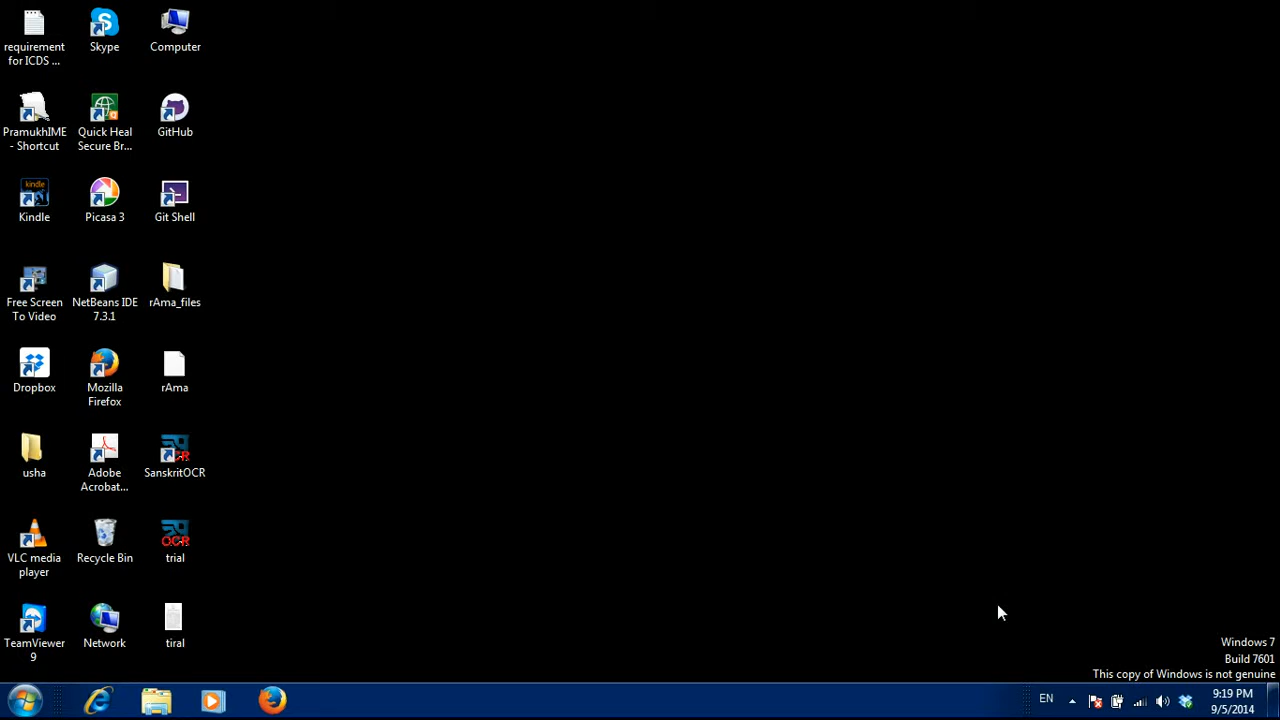 requirement
for ICDS ...
Skype
Computer
PramukhIME
- Shortcut
Quick Heal
Secure Br...
GitHub
kindle
Kindle
Picasa 3
Git Shell
Free Screen
To Video
NetBeans IDE
7.3.1
rAma_files
Dropbox
Mozilla
Firefox
rAma
usha
Adobe
Acrobat...
SanskritOCR
VLC media
player
Recycle Bin
OCR
trial
TeamViewer
9
Network
tiral
Windows 7
Build 7601
This copy of Windows is not genuine
EN
9:19 PM
9/5/2014